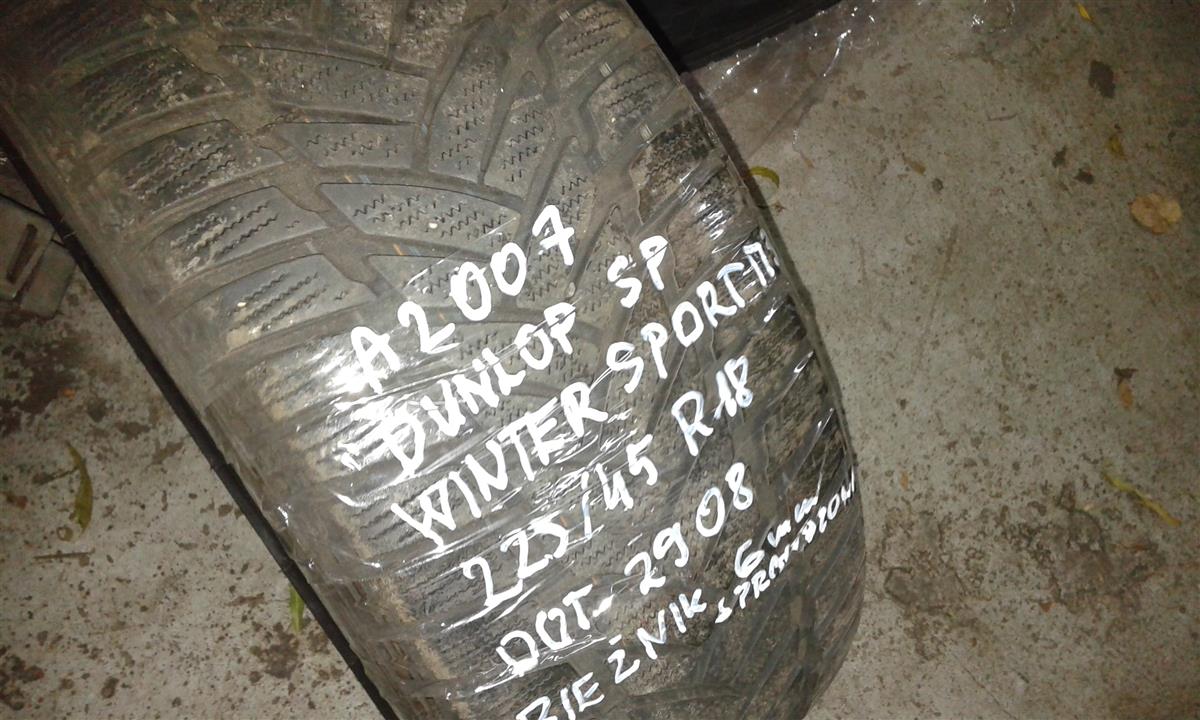 A2007
DUNLOP SP
WINTER SPORT M
225/45 R18
DOT 2908
BIEŻNIK 6mm
SPRAWDZONA